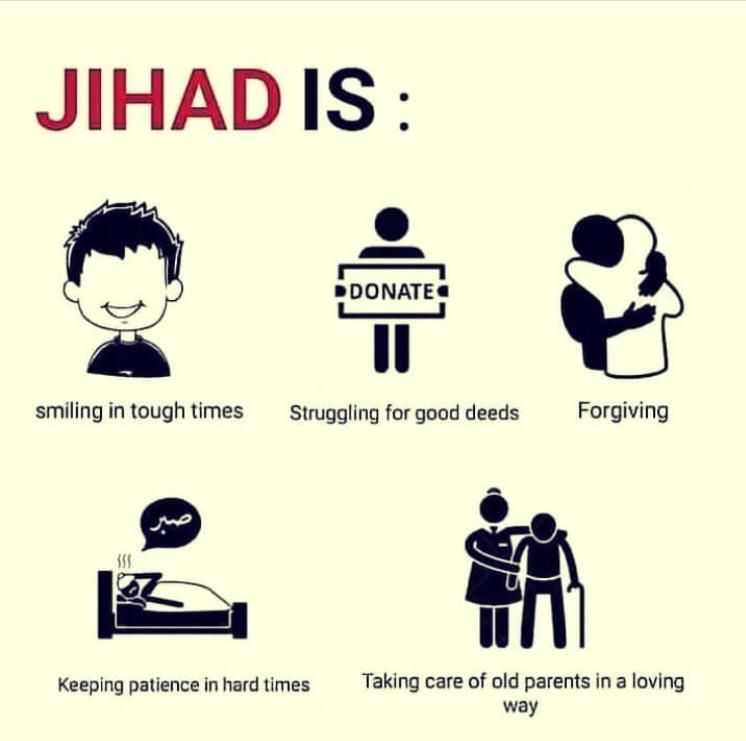 JIHAD IS :
DONATE
smiling in tough times
Struggling for good deeds
Forgiving
صبر
Keeping patience in hard times
Taking care of old parents in a loving
way